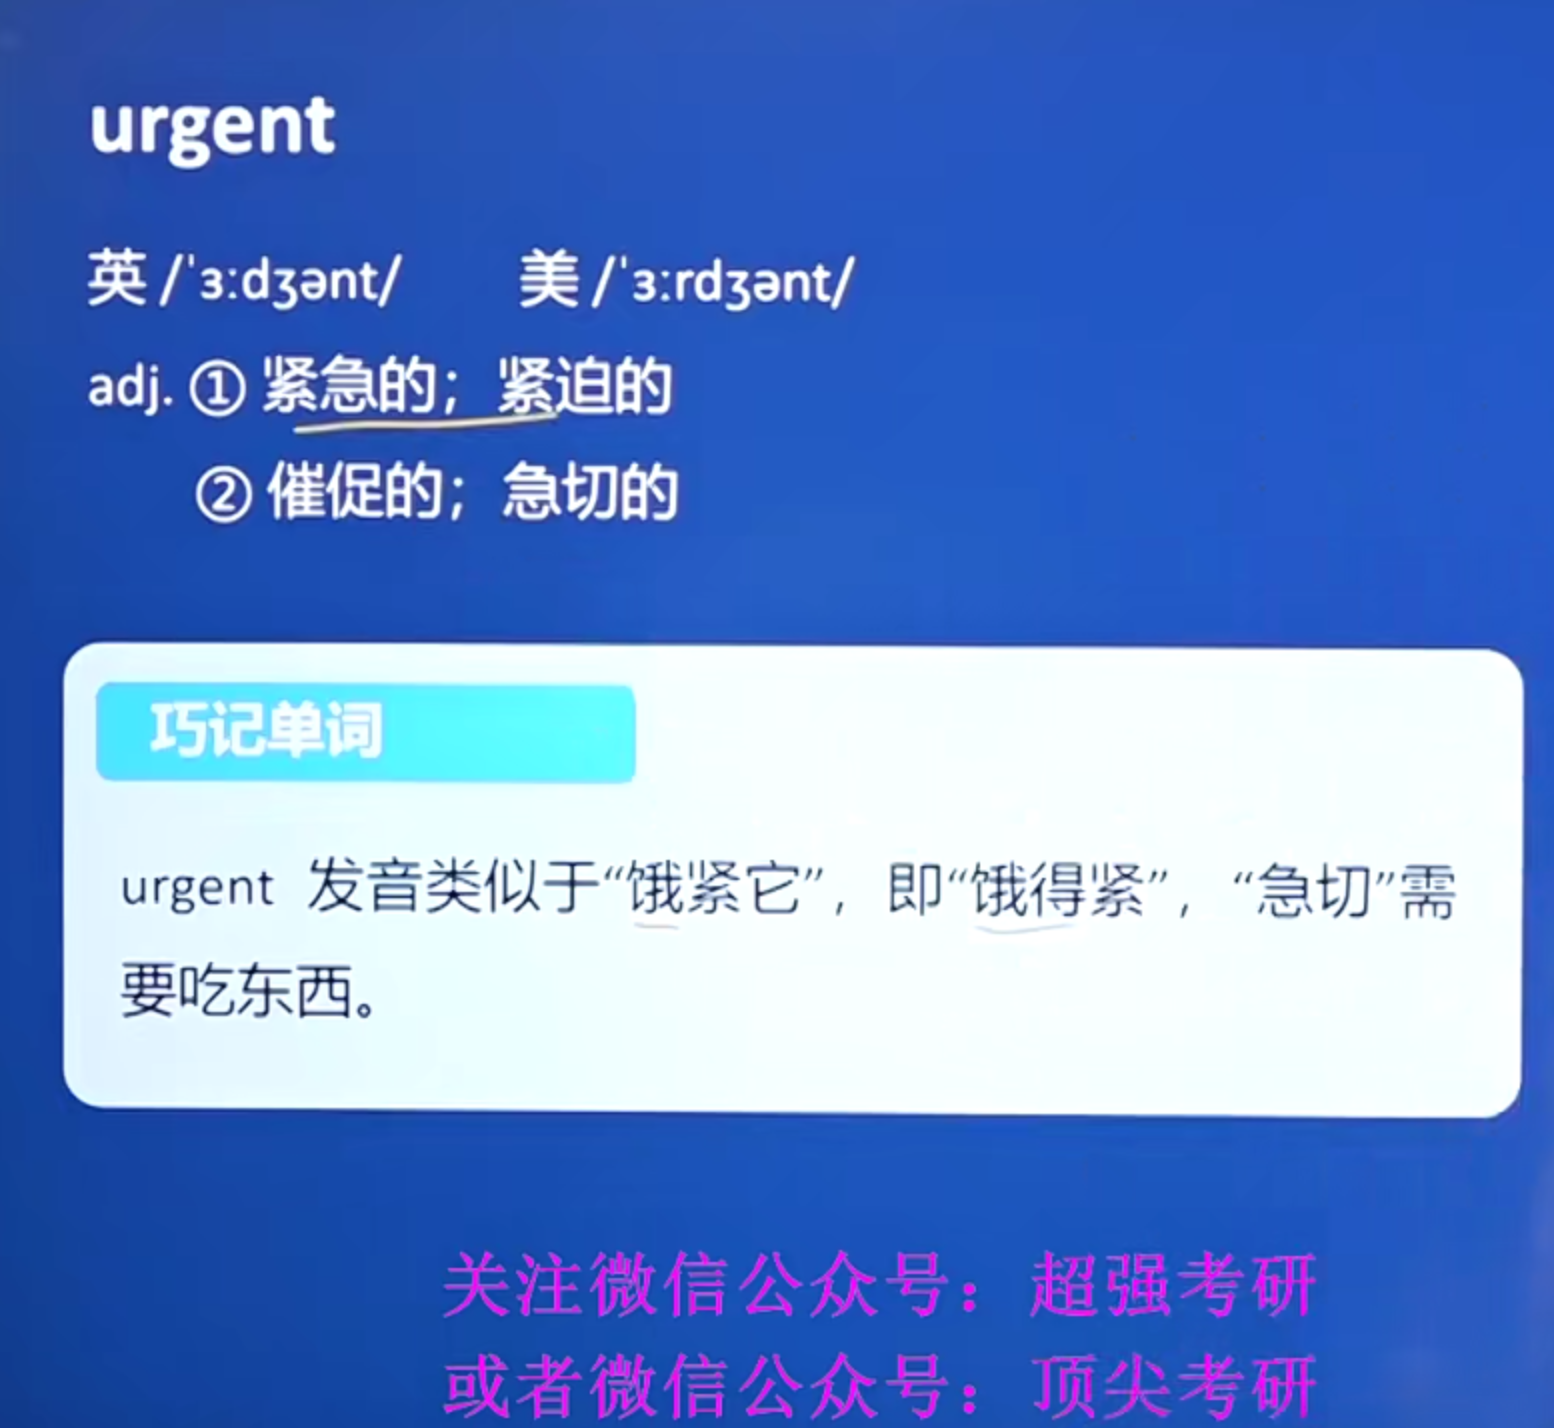 urgent
英 /ˈɜːdʒənt/ 美 /ˈɜːrdʒənt/
adj. ① 紧急的；紧迫的
② 催促的；急切的
巧记单词
urgent 发音类似于“饿紧它”，即“饿得紧”，“急切”需
要吃东西。
关注微信公众号：超强考研
或者微信公众号：顶尖考研